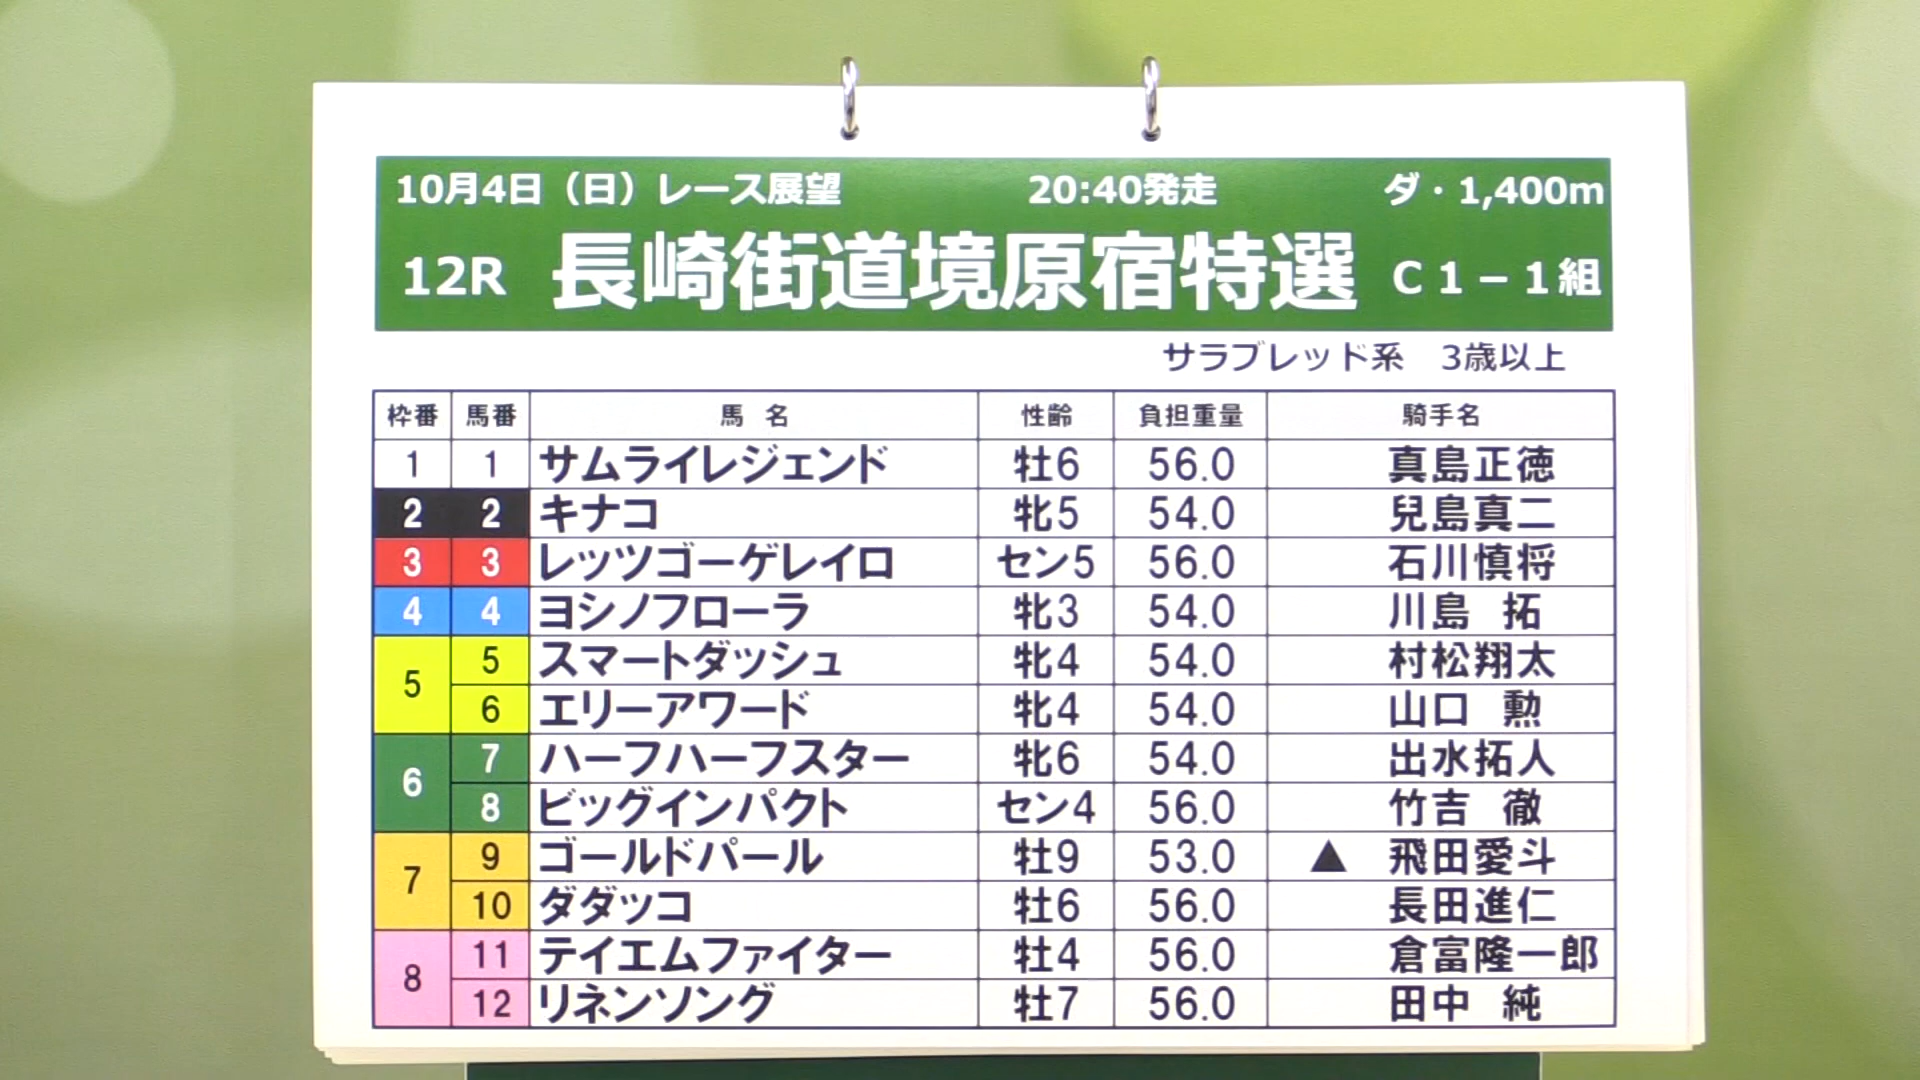 10月4日（日）レース展望 20:40発走 ダ・1,400m
12R 長崎街道境原宿特選 C1－1組
サラブレッド系 3歳以上
枠番 馬番 馬名 性齢 負担重量 騎手名
1 1 サムライレジェンド 牡6 56.0 真島正徳
2 2 キナコ 牝5 54.0 兒島真二
3 3 レッツゴーゲレイロ セン5 56.0 石川慎将
4 4 ヨシノフローラ 牝3 54.0 川島 拓
5 5 スマートダッシュ 牝4 54.0 村松翔太
6 エリーアワード 牝4 54.0 山口 勲
6 7 ハーフハーフスター 牝6 54.0 出水拓人
8 ビッグインパクト セン4 56.0 竹吉 徹
7 9 ゴールドパール 牡9 53.0 ▲ 飛田愛斗
10 ダダッコ 牡6 56.0 長田進仁
8 11 テイエムファイター 牡4 56.0 倉富隆一郎
12 リネンソング 牡7 56.0 田中 純